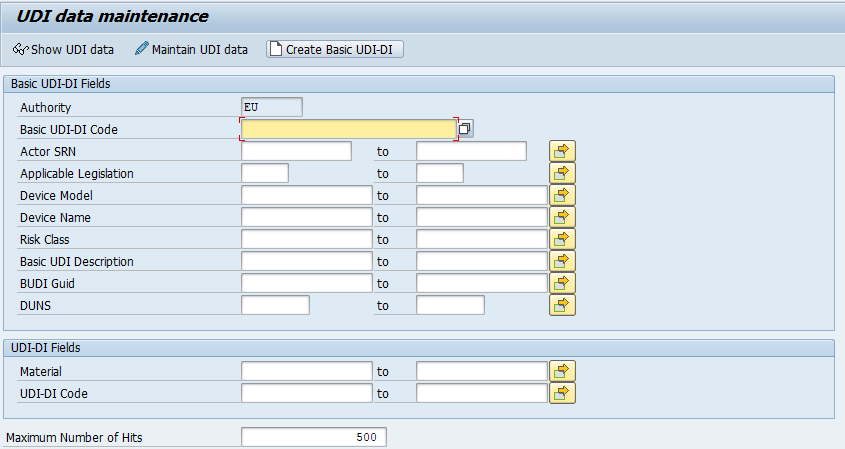 UDI data maintenance
Show UDI data Maintain UDI data Create Basic UDI-DI
Basic UDI-DI Fields
Authority EU
Basic UDI-DI Code
Actor SRN to
Applicable Legislation to
Device Model to
Device Name to
Risk Class to
Basic UDI Description to
BUDI Guid to
DUNS to
UDI-DI Fields
Material to
UDI-DI Code to
Maximum Number of Hits 500